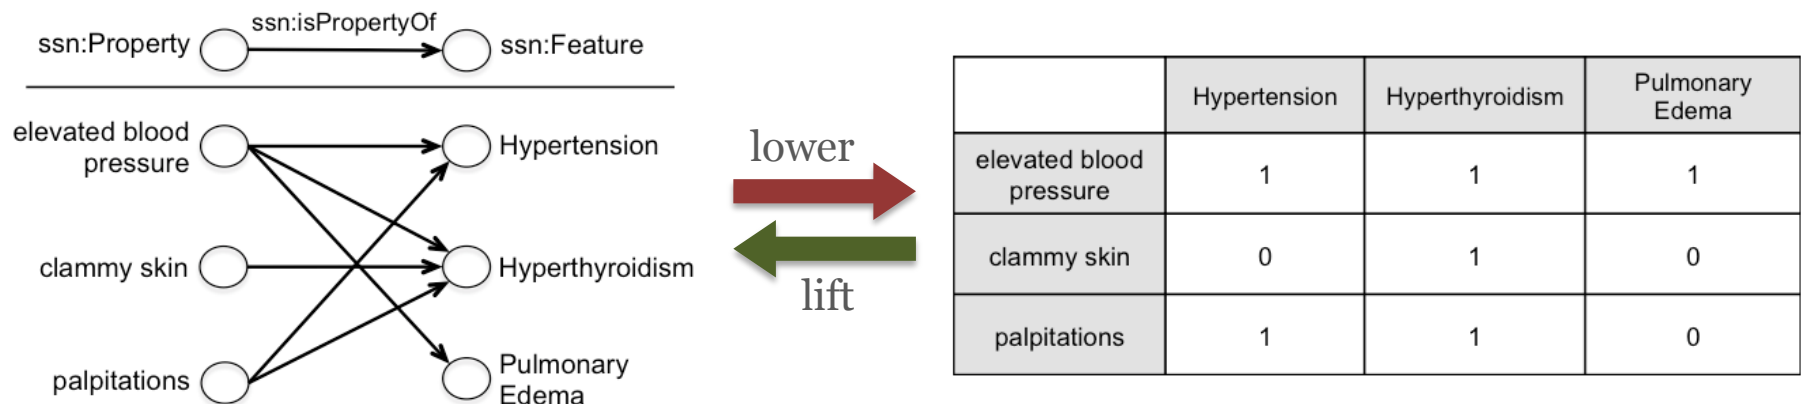 ssn:isPropertyOf
ssn:Property
ssn:Feature
elevated blood
pressure
Hypertension
clammy skin
Hyperthyroidism
palpitations
Pulmonary
Edema
lower
lift
Hypertension
Hyperthyroidism
Pulmonary
Edema
elevated blood
pressure
1
1
1
clammy skin
0
1
0
palpitations
1
1
0